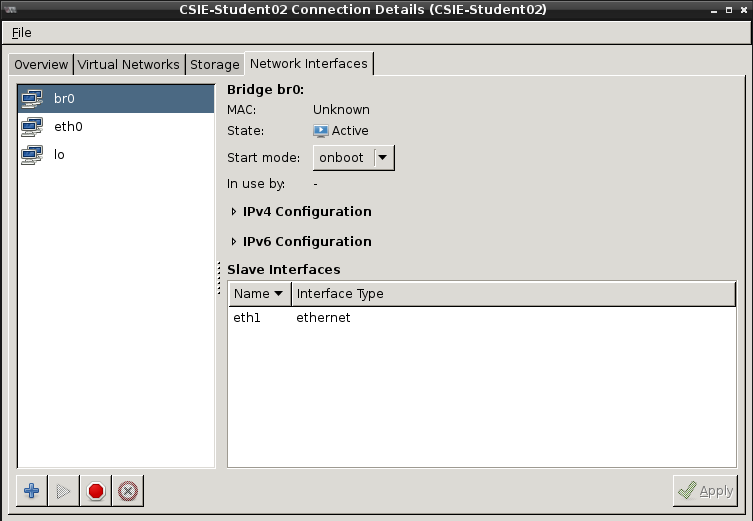 CSIE-Student02 Connection Details (CSIE-Student02)
File
Overview Virtual Networks Storage Network Interfaces
br0
eth0
lo
Bridge br0:
MAC: Unknown
State: Active
Start mode: onboot
In use by: -
IPv4 Configuration
IPv6 Configuration
Slave Interfaces
Name Interface Type
eth1 ethernet
Apply